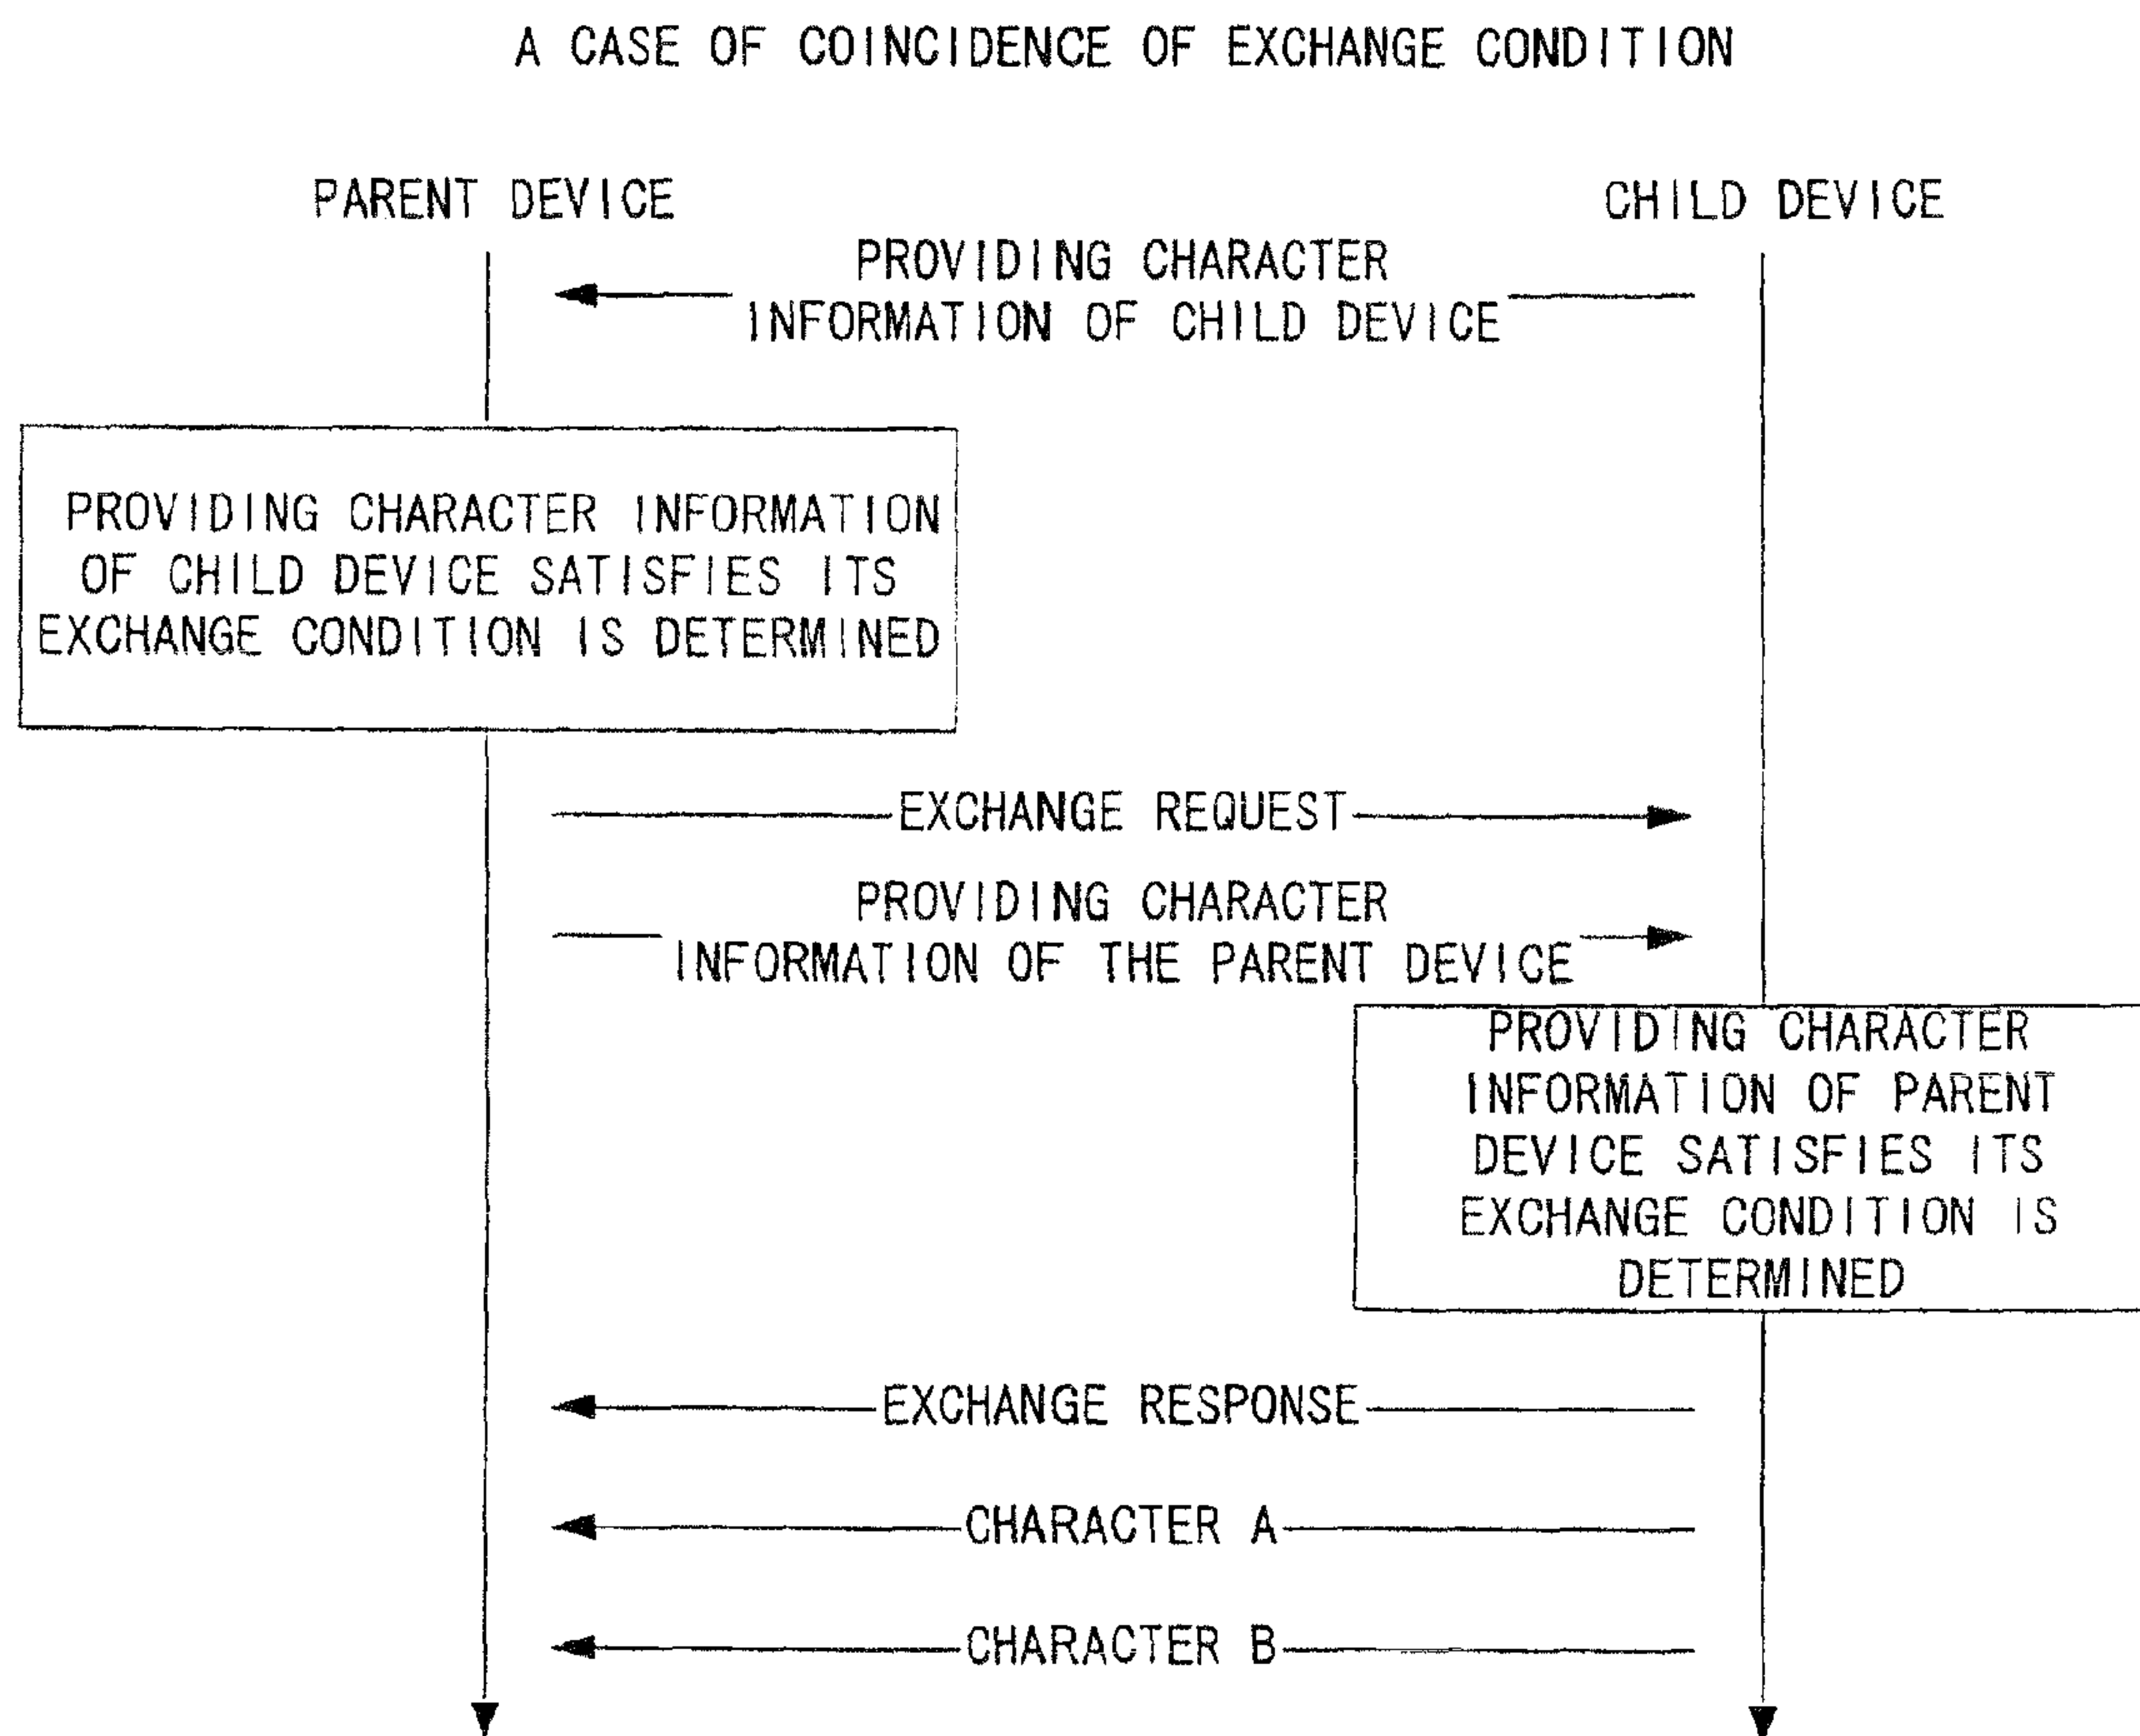 A CASE OF COINCIDENCE OF EXCHANGE CONDITION
PARENT DEVICE
CHILD DEVICE
PROVIDING CHARACTER
INFORMATION OF CHILD DEVICE
PROVIDING CHARACTER INFORMATION
OF CHILD DEVICE SATISFIES ITS
EXCHANGE CONDITION IS DETERMINED
EXCHANGE REQUEST
PROVIDING CHARACTER
INFORMATION OF THE PARENT DEVICE
PROVIDING CHARACTER
INFORMATION OF PARENT
DEVICE SATISFIES ITS
EXCHANGE CONDITION IS
DETERMINED
EXCHANGE RESPONSE
CHARACTER A
CHARACTER B